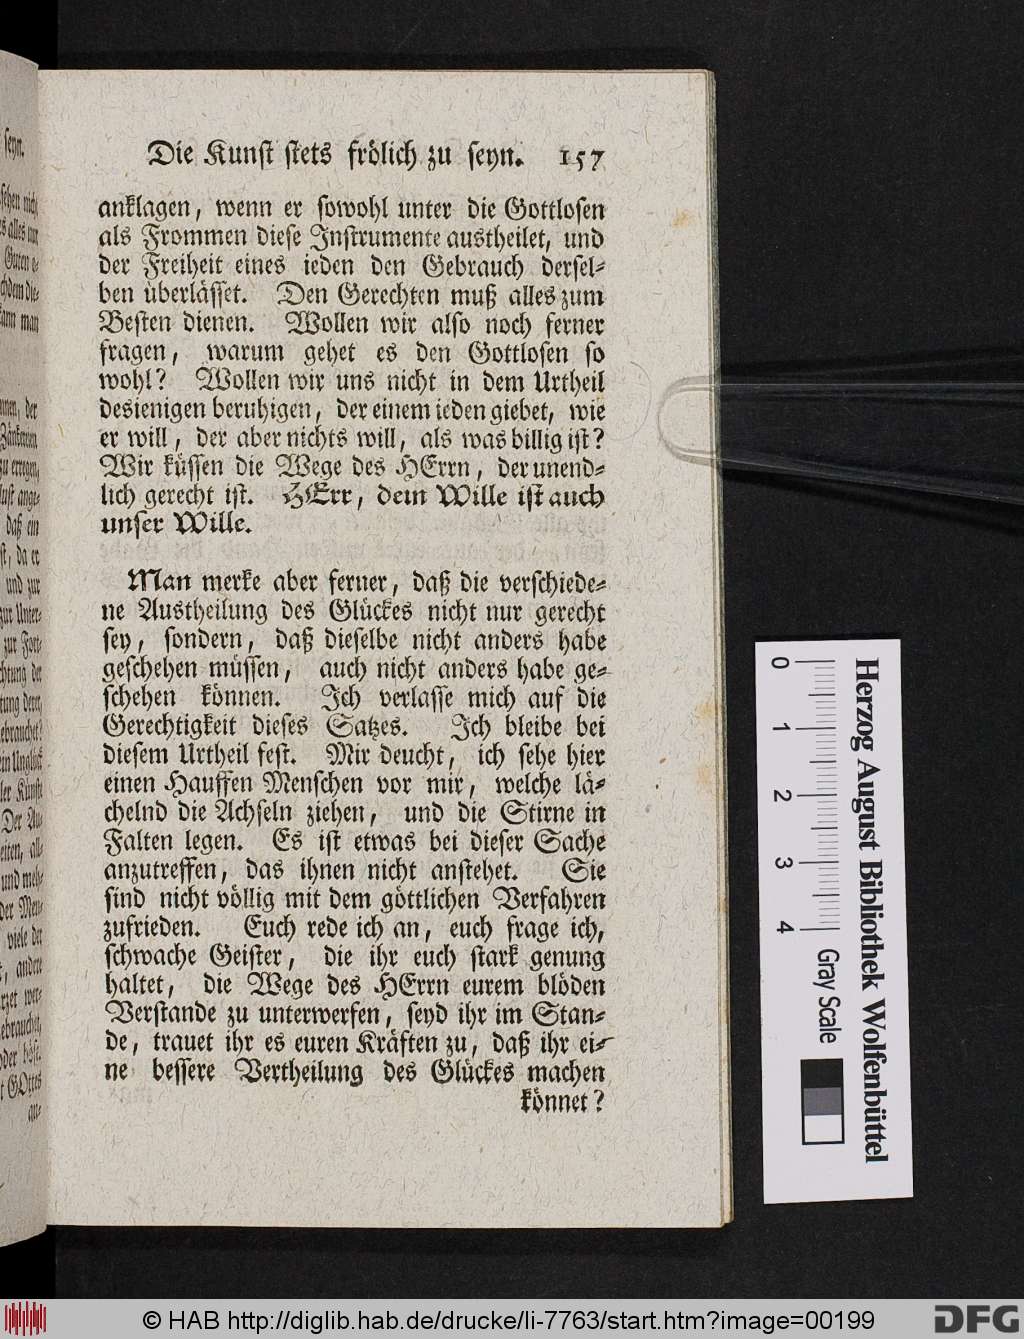 Die Kunst stets frölich zu seyn. 157
anklagen, wenn er sowohl unter die Gottlosen
als Frommen diese Instrumente austheilet, und
der Freiheit eines ieden den Gebrauch dersel-
ben überlässet. Den Gerechten muß alles zum
Besten dienen. Wollen wir also noch ferner
fragen, warum gehet es den Gottlosen so
wohl? Wollen wir uns nicht in dem Urtheil
desienigen beruhigen, der einem ieden giebet, wie
er will, der aber nichts will, als was billig ist?
Wir küssen die Wege des HErrn, der unend-
lich gerecht ist. HErr, dein Wille ist auch
unser Wille.
Man merke aber ferner, daß die verschiede-
ne Austheilung des Glückes nicht nur gerecht
sey, sondern, daß dieselbe nicht anders habe
geschehen müssen, auch nicht anders habe ge-
schehen können. Ich verlasse mich auf die
Gerechtigkeit dieses Satzes. Ich bleibe bei
diesem Urtheil fest. Mir deucht, ich sehe hier
einen Hauffen Menschen vor mir, welche lä-
chelnd die Achseln ziehen, und die Stirne in
Falten legen. Es ist etwas bei dieser Sache
anzutreffen, das ihnen nicht anstehet. Sie
sind nicht völlig mit dem göttlichen Verfahren
zufrieden. Euch rede ich an, euch frage ich,
schwache Geister, die ihr euch stark genung
haltet, die Wege des HErrn eurem blöden
Verstande zu unterwerfen, seyd ihr im Stan-
de, trauet ihr es euren Kräften zu, daß ihr ei-
ne bessere Vertheilung des Glückes machen
könnet?
0 1 2 3 4 Gray Scale
Herzog August Bibliothek Wolfenbüttel
© HAB http://diglib.hab.de/drucke/li-7763/start.htm?image=00199
DFG